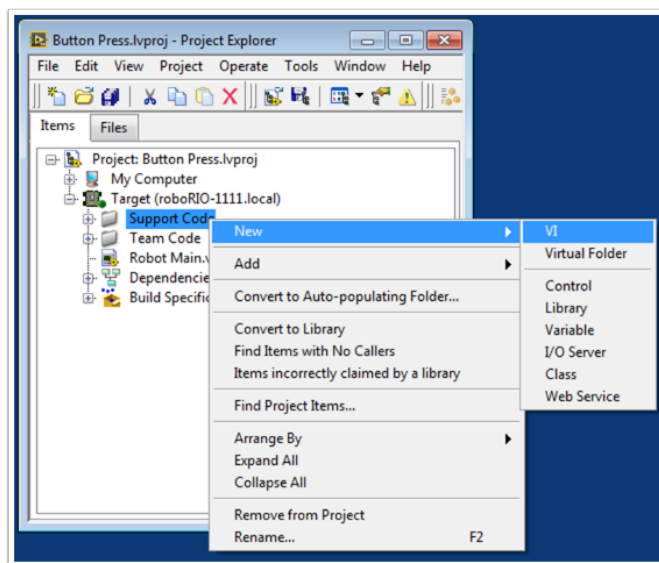 Button Press.lvproj - Project Explorer
File Edit View Project Operate Tools Window Help
Items Files
Project: Button Press.lvproj
My Computer
Target (roboRIO-1111.local)
Support Code
Team Code
Robot Main.v
Dependencie
Build Specific
New
Add
Convert to Auto-populating Folder...
Convert to Library
Find Items with No Callers
Items incorrectly claimed by a library
Find Project Items...
Arrange By
Expand All
Collapse All
Remove from Project
Rename... F2
VI
Virtual Folder
Control
Library
Variable
I/O Server
Class
Web Service